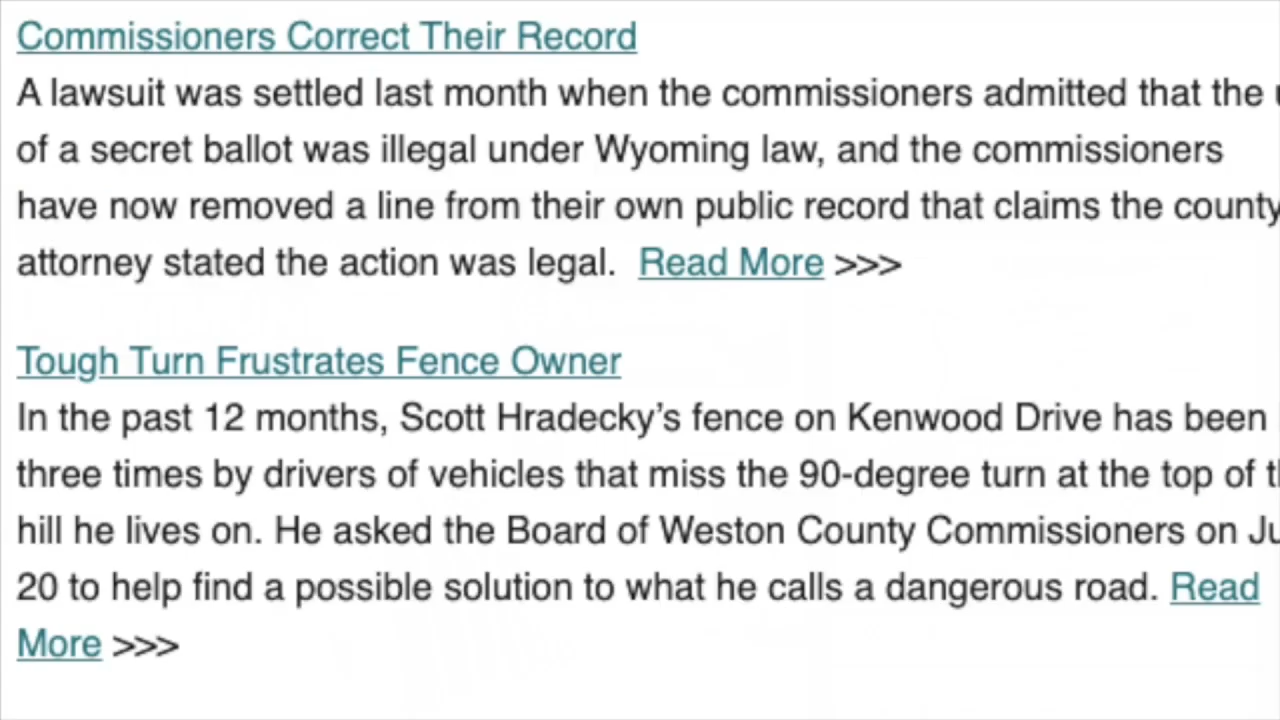 Commissioners Correct Their Record
A lawsuit was settled last month when the commissioners admitted that the
of a secret ballot was illegal under Wyoming law, and the commissioners
have now removed a line from their own public record that claims the county
attorney stated the action was legal. Read More >>>
Tough Turn Frustrates Fence Owner
In the past 12 months, Scott Hradecky’s fence on Kenwood Drive has been
three times by drivers of vehicles that miss the 90-degree turn at the top of
hill he lives on. He asked the Board of Weston County Commissioners on
20 to help find a possible solution to what he calls a dangerous road. Read
More >>>